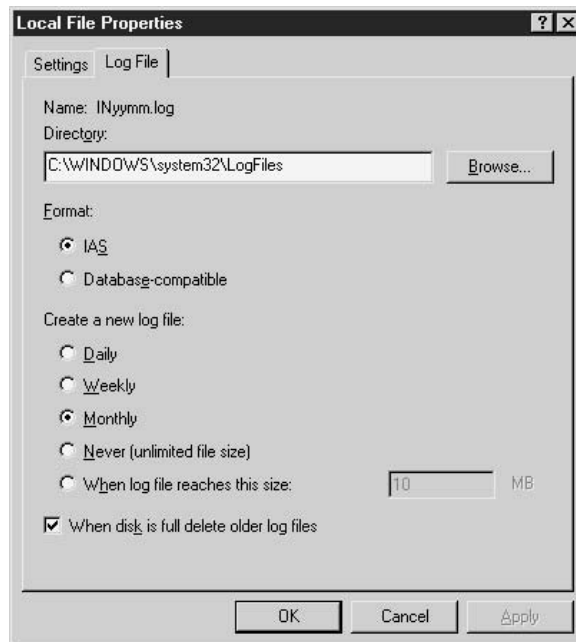 Local File Properties
Settings
Log File
Name: INyymm.log
Directory:
C:\WINDOWS\system32\LogFiles
Browse...
Format:
IAS
Database-compatible
Create a new log file:
Daily
Weekly
Monthly
Never (unlimited file size)
When log file reaches this size:
10
MB
When disk is full delete older log files
OK
Cancel
Apply